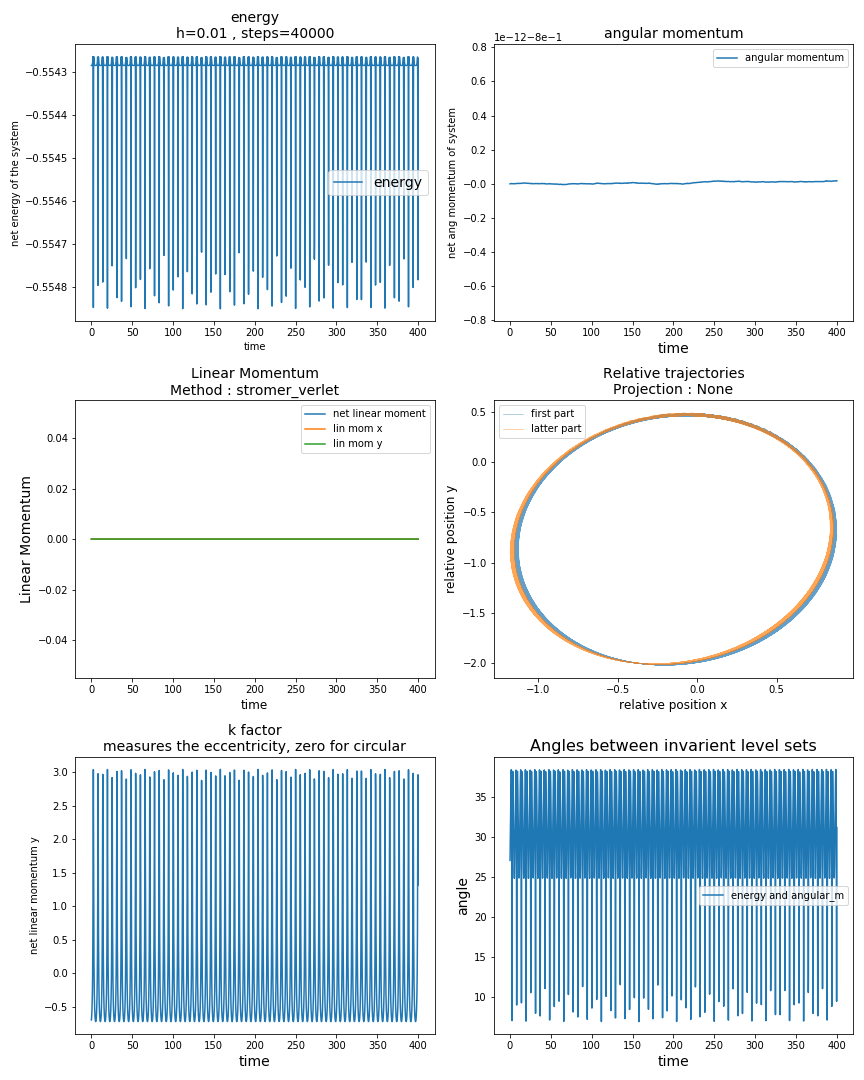 energy
h=0.01 , steps=40000
−0.5543
−0.5544
−0.5545
−0.5546
−0.5547
−0.5548
net energy of the system
energy
0 50 100 150 200 250 300 350 400
time
angular momentum
1e−12−8e−1
0.8
0.6
0.4
0.2
−0.0
−0.2
−0.4
−0.6
−0.8
net ang momentum of system
angular momentum
0 50 100 150 200 250 300 350 400
time
Linear Momentum
Method : stromer_verlet
0.04
0.02
0.00
−0.02
−0.04
Linear Momentum
net linear moment
lin mom x
lin mom y
0 50 100 150 200 250 300 350 400
time
Relative trajectories
Projection : None
0.5
0.0
−0.5
−1.0
−1.5
−2.0
relative position y
first part
latter part
−1.0 −0.5 0.0 0.5
relative position x
k factor
measures the eccentricity, zero for circular
3.0
2.5
2.0
1.5
1.0
0.5
0.0
−0.5
net linear momentum y
0 50 100 150 200 250 300 350 400
time
Angles between invarient level sets
35
30
25
20
15
10
angle
energy and angular_m
0 50 100 150 200 250 300 350 400
time